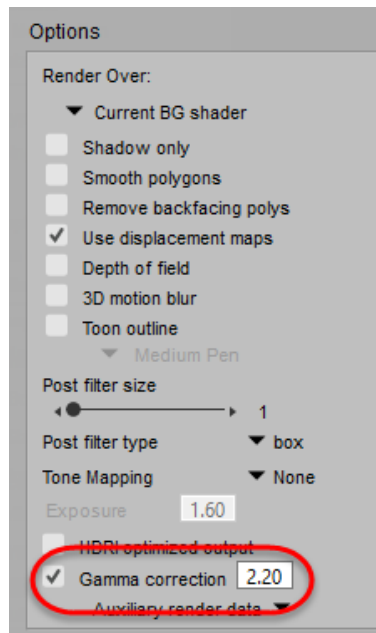 Options
Render Over:
Current BG shader
Shadow only
Smooth polygons
Remove backfacing polys
Use displacement maps
Depth of field
3D motion blur
Toon outline
Medium Pen
Post filter size
1
Post filter type box
Tone Mapping None
Exposure 1.60
HDRI optimized output
Gamma correction 2.20
Auxiliary render data